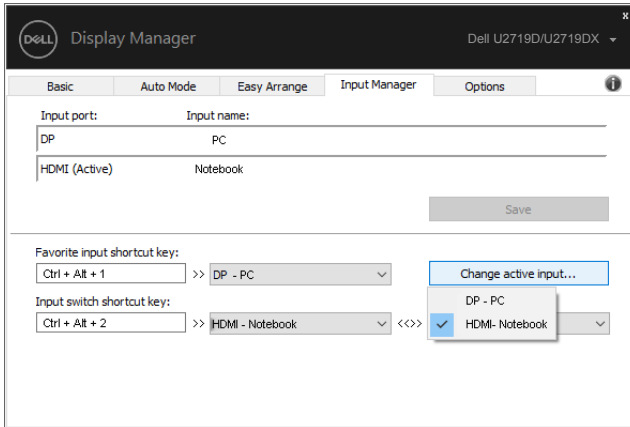 DELL Display Manager Dell U2719D/U2719DX
x
Basic Auto Mode Easy Arrange Input Manager Options i
Input port: Input name:
DP PC
HDMI (Active) Notebook
Save
Favorite input shortcut key:
Ctrl + Alt + 1 >> DP - PC Change active input...
DP - PC
Input switch shortcut key:
Ctrl + Alt + 2 >> HDMI - Notebook <<>> HDMI- Notebook